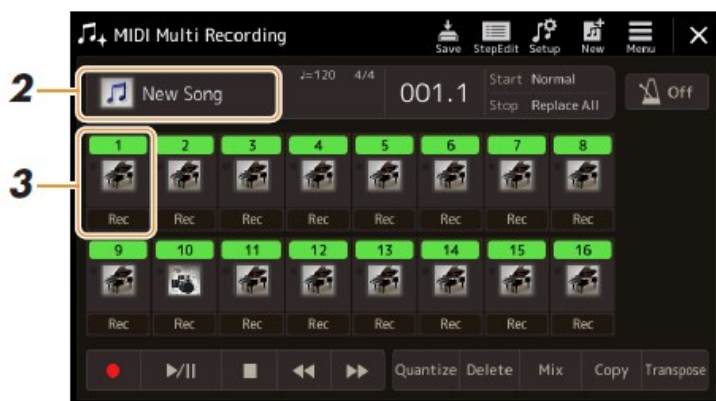 MIDI Multi Recording
Save StepEdit Setup New Menu
2
New Song
♩=120 4/4
001.1
Start Normal
Stop Replace All
Off
3
1 2 3 4 5 6 7 8
Rec Rec Rec Rec Rec Rec Rec Rec
9 10 11 12 13 14 15 16
Rec Rec Rec Rec Rec Rec Rec Rec
Quantize Delete Mix Copy Transpose